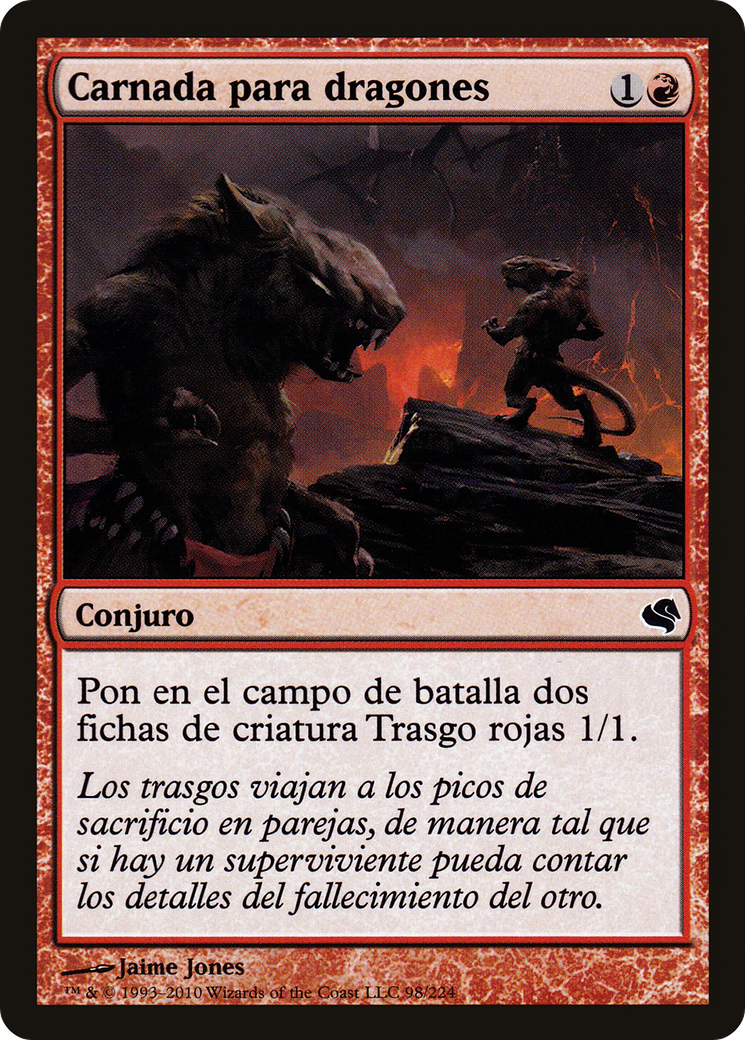 Carnada para dragones 1
Conjuro
Pon en el campo de batalla dos
fichas de criatura Trasgo rojas 1/1.
Los trasgos viajan a los picos de
sacrificio en parejas, de manera tal que
si hay un superviviente pueda contar
los detalles del fallecimiento del otro.
Jaime Jones
™ & © 1993–2010 Wizards of the Coast LLC 98/224